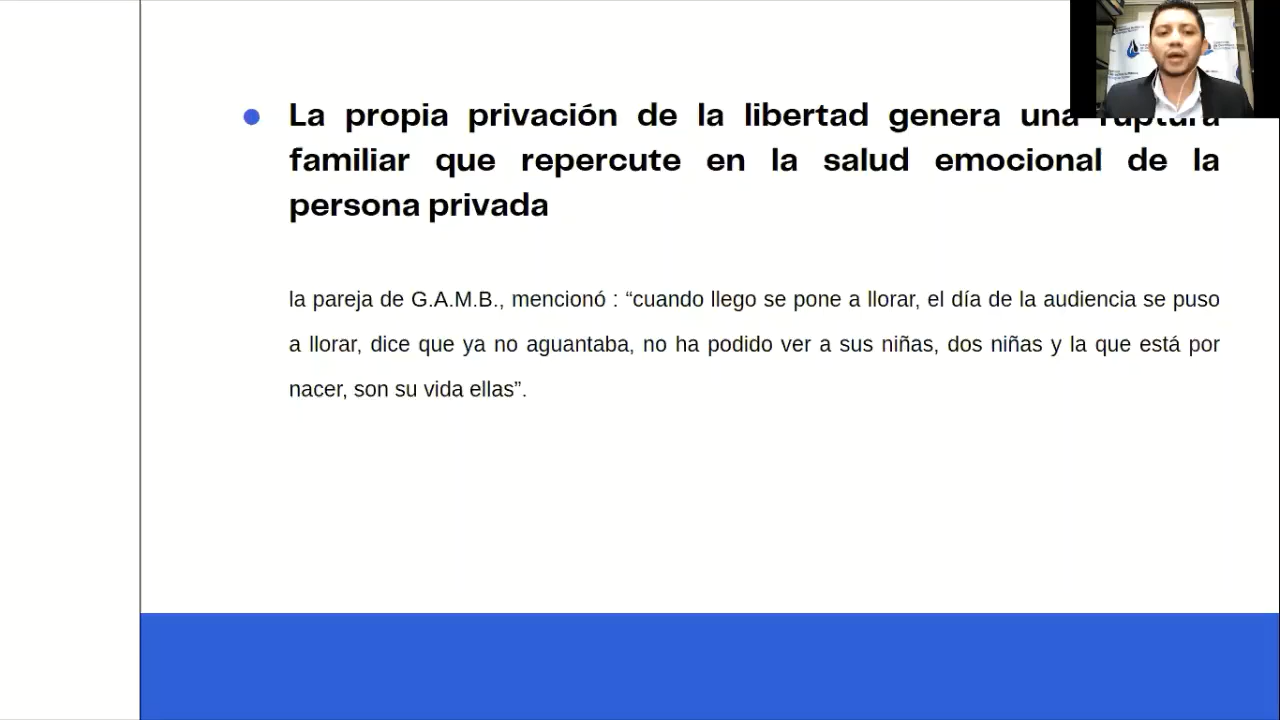 La propia privación de la libertad genera una ruptura
familiar que repercute en la salud emocional de la
persona privada
la pareja de G.A.M.B., mencionó : “cuando llego se pone a llorar, el día de la audiencia se puso
a llorar, dice que ya no aguantaba, no ha podido ver a sus niñas, dos niñas y la que está por
nacer, son su vida ellas”.